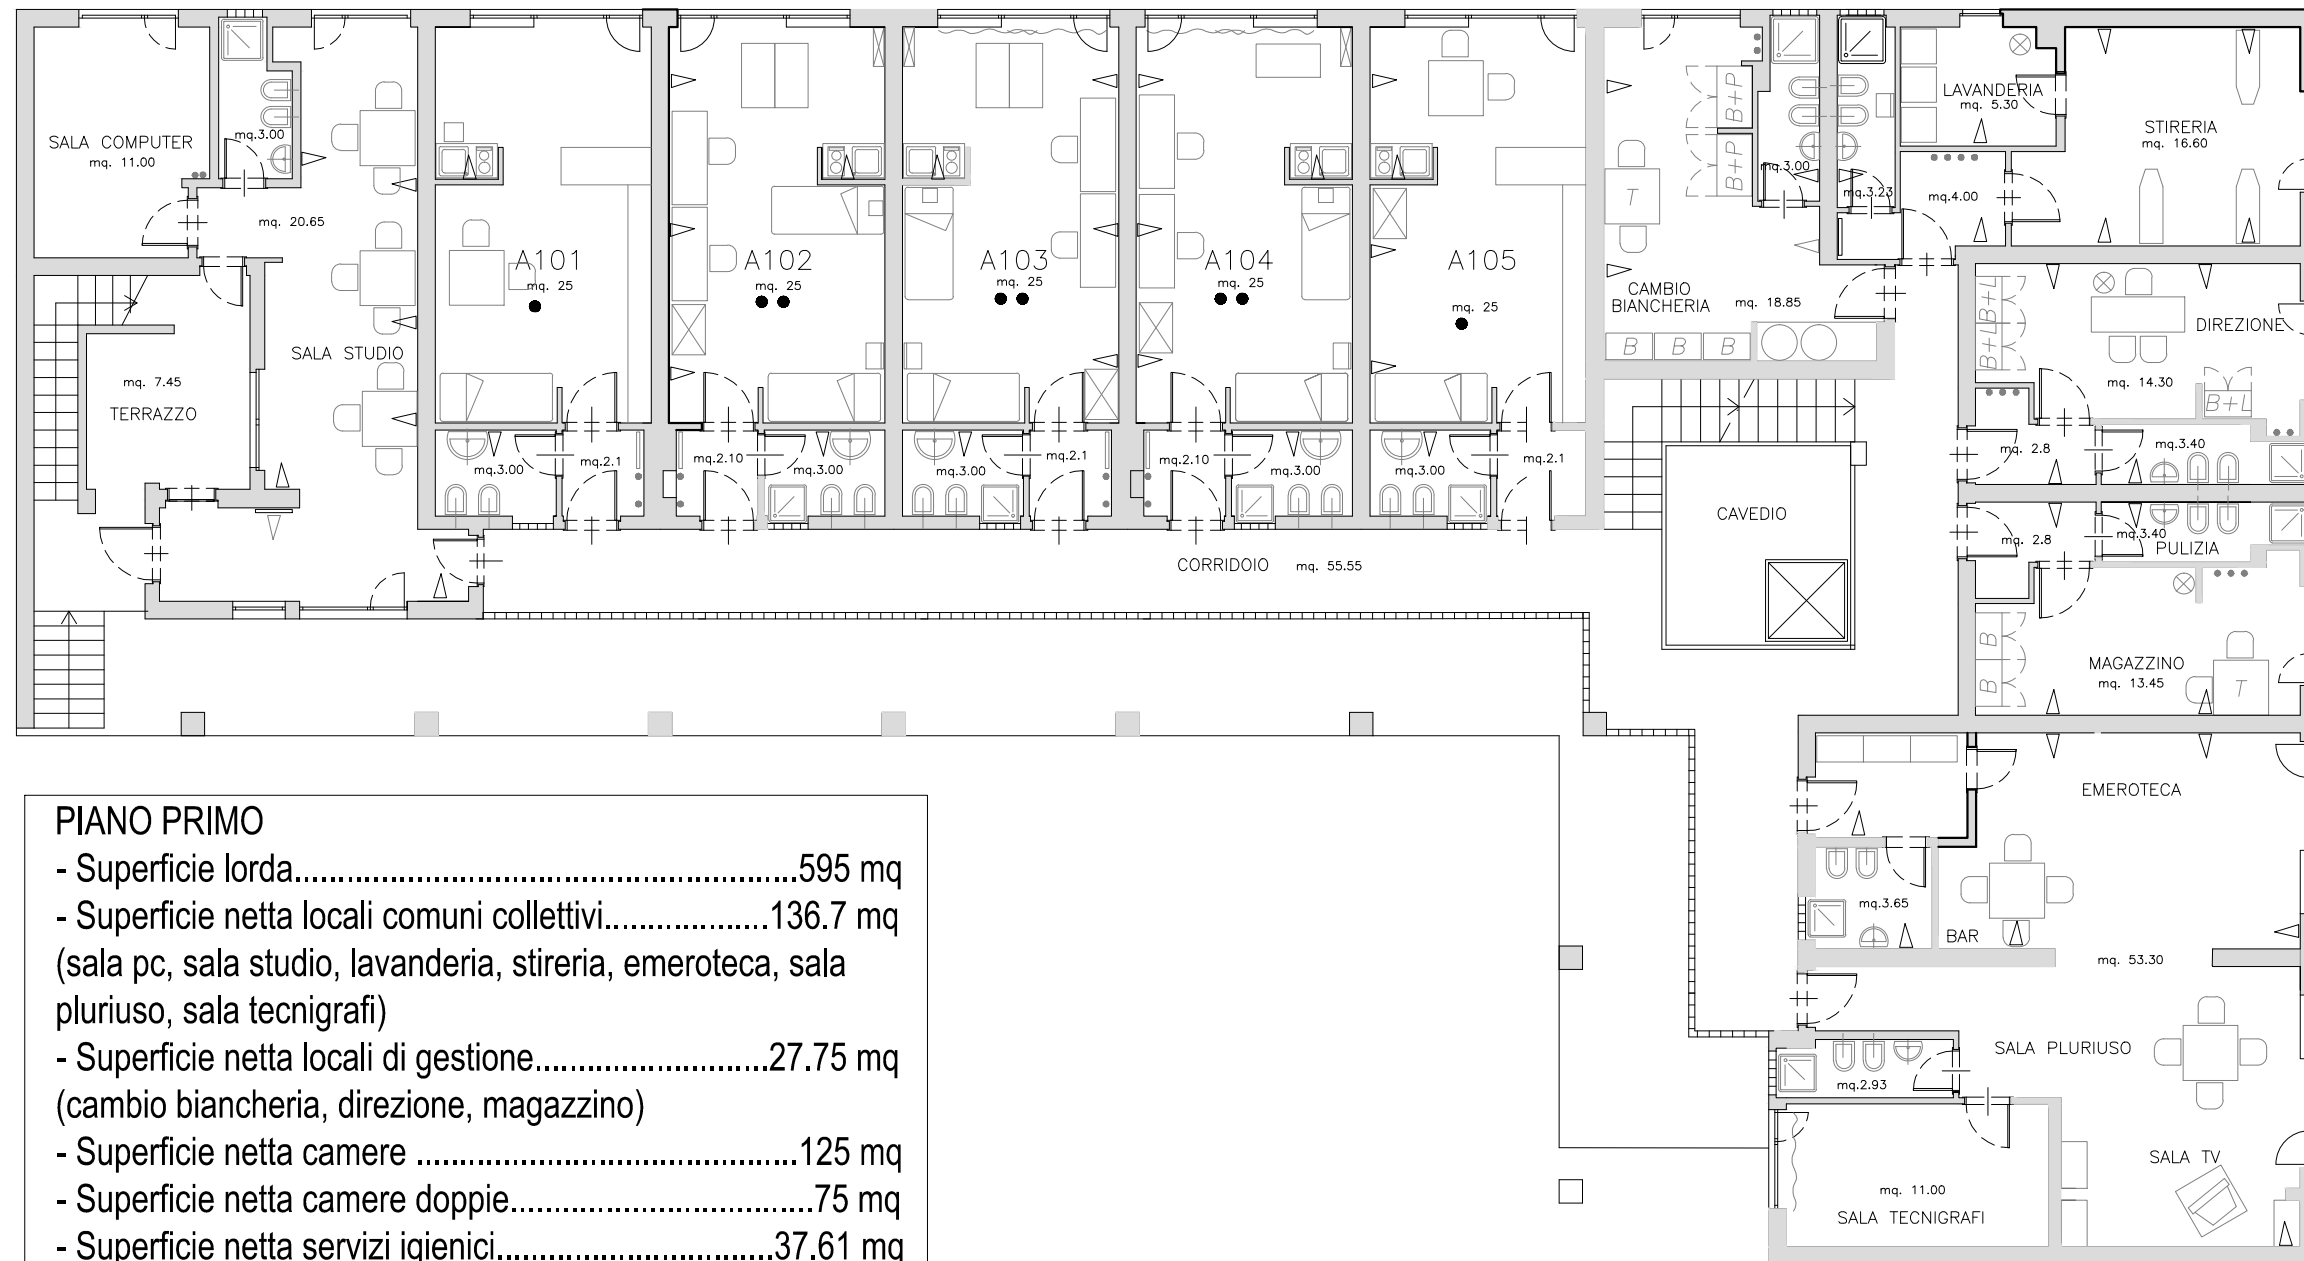 SALA COMPUTER
mq. 11.00
mq.3.00
mq. 20.65
SALA STUDIO
mq. 7.45
TERRAZZO
A101
mq. 25
A102
mq. 25
A103
mq. 25
A104
mq. 25
A105
mq. 25
mq.3.00
mq.2.1
mq.2.10
mq.3.00
mq.3.00
mq.2.1
mq.2.10
mq.3.00
mq.3.00
mq.2.1
CORRIDOIO mq. 55.55
B+P
B+P
T
CAMBIO
BIANCHERIA
mq. 18.85
B B B
mq.3.00
mq.3.23
LAVANDERIA
mq. 5.30
mq.4.00
STIRERIA
mq. 16.60
B+L
B+L
DIREZIONE
mq. 14.30
B+L
mq. 2.8
mq.3.40
CAVEDIO
mq. 2.8
mq.3.40
PULIZIA
B
B
MAGAZZINO
mq. 13.45
T
EMEROTECA
mq.3.65
BAR
mq. 53.30
SALA PLURIUSO
mq.2.93
SALA TV
mq. 11.00
SALA TECNIGRAFI
PIANO PRIMO
- Superficie lorda..........................................................595 mq
- Superficie netta locali comuni collettivi...................136.7 mq
(sala pc, sala studio, lavanderia, stireria, emeroteca, sala
pluriuso, sala tecnigrafi)
- Superficie netta locali di gestione...........................27.75 mq
(cambio biancheria, direzione, magazzino)
- Superficie netta camere ............................................125 mq
- Superficie netta camere doppie...................................75 mq
- Superficie netta servizi igienici................................37.61 mq